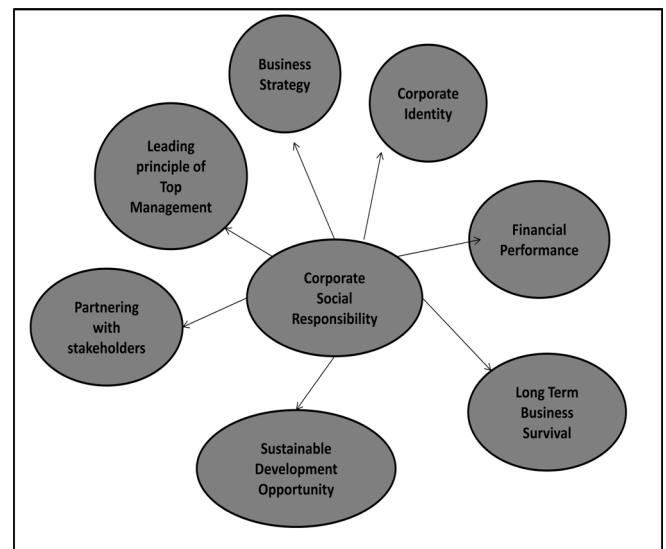 Business
Strategy
Corporate
Identity
Leading
principle of
Top
Management
Financial
Performance
Corporate
Social
Responsibility
Partnering
with
stakeholders
Long Term
Business
Survival
Sustainable
Development
Opportunity